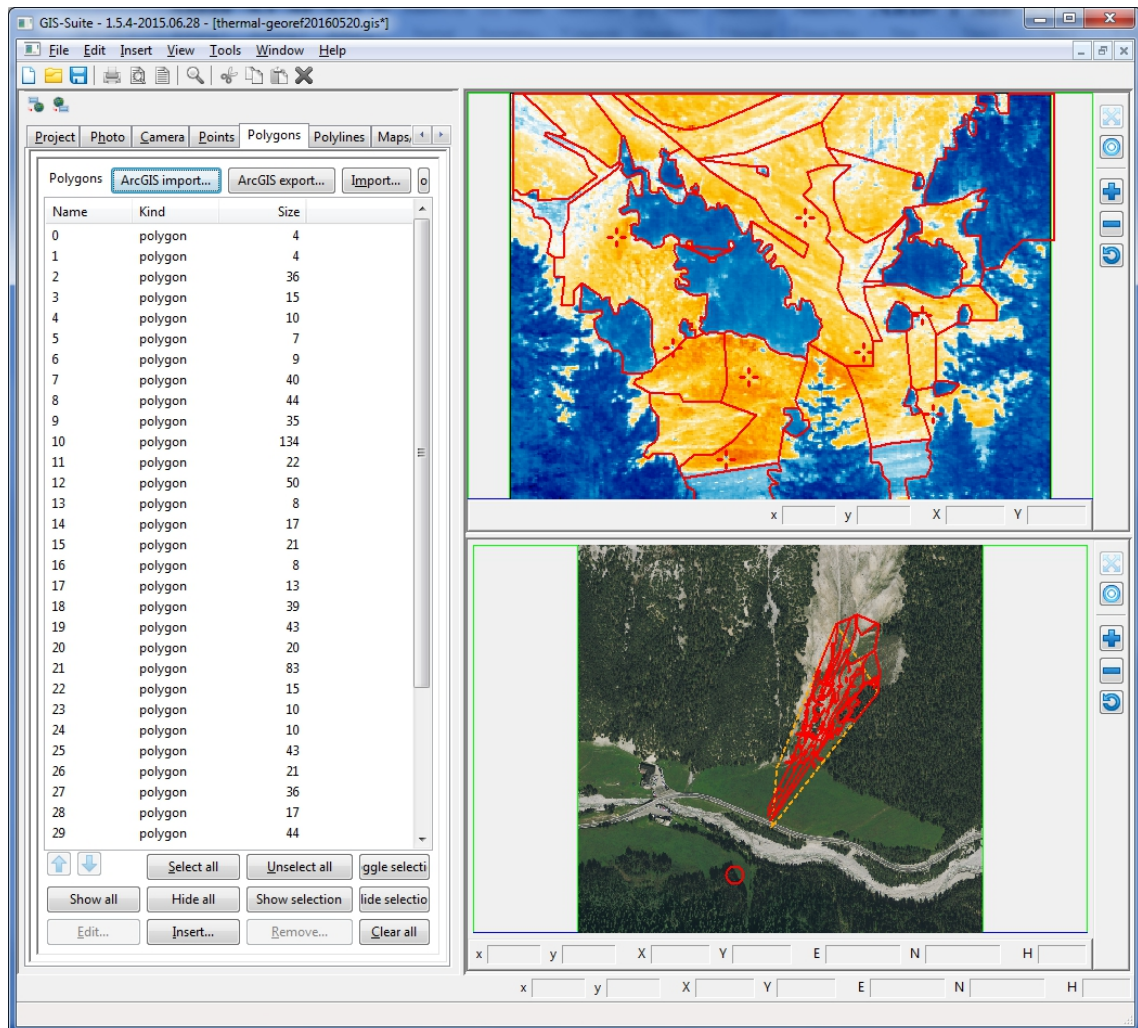 GIS-Suite - 1.5.4-2015.06.28 - [thermal-georef20160520.gis*]
File Edit Insert View Tools Window Help
Project Photo Camera Points Polygons Polylines Maps,
Polygons ArcGIS import... ArcGIS export... Import... o
Name Kind Size
0 polygon 4
1 polygon 4
2 polygon 36
3 polygon 15
4 polygon 10
5 polygon 7
6 polygon 9
7 polygon 40
8 polygon 44
9 polygon 35
10 polygon 134
11 polygon 22
12 polygon 50
13 polygon 8
14 polygon 17
15 polygon 21
16 polygon 8
17 polygon 13
18 polygon 39
19 polygon 43
20 polygon 20
21 polygon 83
22 polygon 15
23 polygon 10
24 polygon 10
25 polygon 43
26 polygon 21
27 polygon 36
28 polygon 17
29 polygon 44
Select all Unselect all ggle selecti
Show all Hide all Show selection lide selectio
Edit... Insert... Remove... Clear all
x y X Y
x y X Y E N H
x y X Y E N H